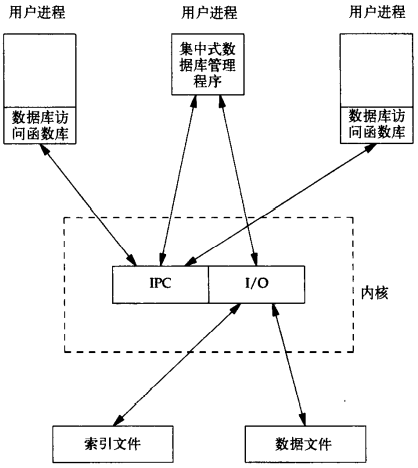 用户进程
用户进程
用户进程
集中式数
据库管理
程序
数据库访
问函数库
数据库访
问函数库
IPC
I/O
内核
索引文件
数据文件